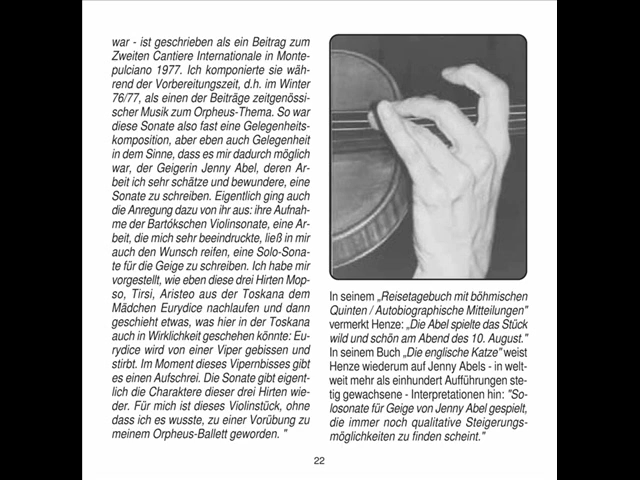 war - ist geschrieben als ein Beitrag zum
Zweiten Cantiere Internationale in Monte-
pulciano 1977. Ich komponierte sie wäh-
rend der Vorbereitungszeit, d.h. im Winter
76/77, als einen der Beiträge zeitgenössi-
scher Musik zum Orpheus-Thema. So war
diese Sonate also fast eine Gelegenheits-
komposition, aber eben auch Gelegenheit
in dem Sinne, dass es mir dadurch möglich
war, der Geigerin Jenny Abel, deren Ar-
beit ich sehr schätze und bewundere, eine
Sonate zu schreiben. Eigentlich ging auch
die Anregung dazu von ihr aus: ihre Aufnah-
me der Bartókschen Violinsonate, eine Ar-
beit, die mich sehr beeindruckte, ließ in mir
auch den Wunsch reifen, eine Solo-Sona-
te für die Geige zu schreiben. Ich habe mir
vorgestellt, wie eben diese drei Hirten Mop-
so, Tirsi, Aristeo aus der Toskana dem
Mädchen Eurydice nachlaufen und dann
geschieht etwas, was hier in der Toskana
auch in Wirklichkeit geschehen könnte: Eu-
rydice wird von einer Viper gebissen und
stirbt. Im Moment dieses Vipernbisses gibt
es einen Aufschrei. Die Sonate gibt eigent-
lich die Charaktere dieser drei Hirten wie-
der. Für mich ist dieses Violinstück, ohne
dass ich es wusste, zu einer Vorübung zu
meinem Orpheus-Ballett geworden. "
In seinem „Reisetagebuch mit böhmischen
Quinten / Autobiographische Mitteilungen"
vermerkt Henze: „Die Abel spielte das Stück
wild und schön am Abend des 10. August."
In seinem Buch „Die englische Katze" weist
Henze wiederum auf Jenny Abels - in welt-
weit mehr als einhundert Aufführungen ste-
tig gewachsene - Interpretationen hin: "So-
losonate für Geige von Jenny Abel gespielt,
die immer noch qualitative Steigerungs-
möglichkeiten zu finden scheint."
22